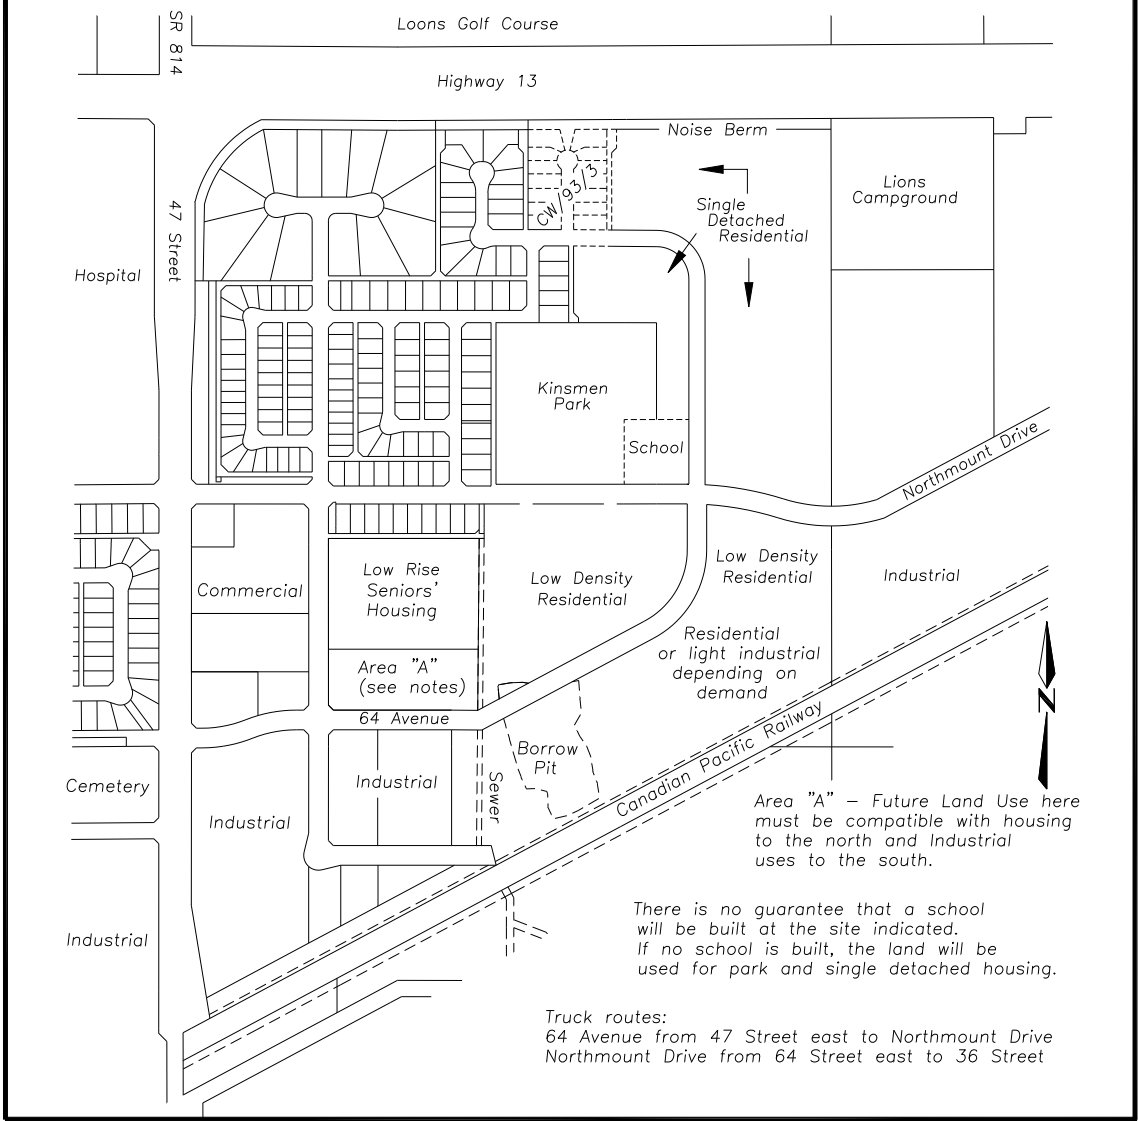 SR 814
Loons Golf Course
Highway 13
Noise Berm
CW/93/3
Lions
Campground
Single
Detached
Residential
47 Street
Hospital
Kinsmen
Park
School
Northmount Drive
Commercial
Low Rise
Seniors'
Housing
Low Density
Residential
Low Density
Residential
Industrial
Residential
or light industrial
depending on
demand
Area "A"
(see notes)
64 Avenue
N
Borrow
Pit
Canadian Pacific Railway
Cemetery
Industrial
Sewer
Industrial
Industrial
Area "A" – Future Land Use here
must be compatible with housing
to the north and Industrial
uses to the south.
There is no guarantee that a school
will be built at the site indicated.
If no school is built, the land will be
used for park and single detached housing.
Truck routes:
64 Avenue from 47 Street east to Northmount Drive
Northmount Drive from 64 Street east to 36 Street